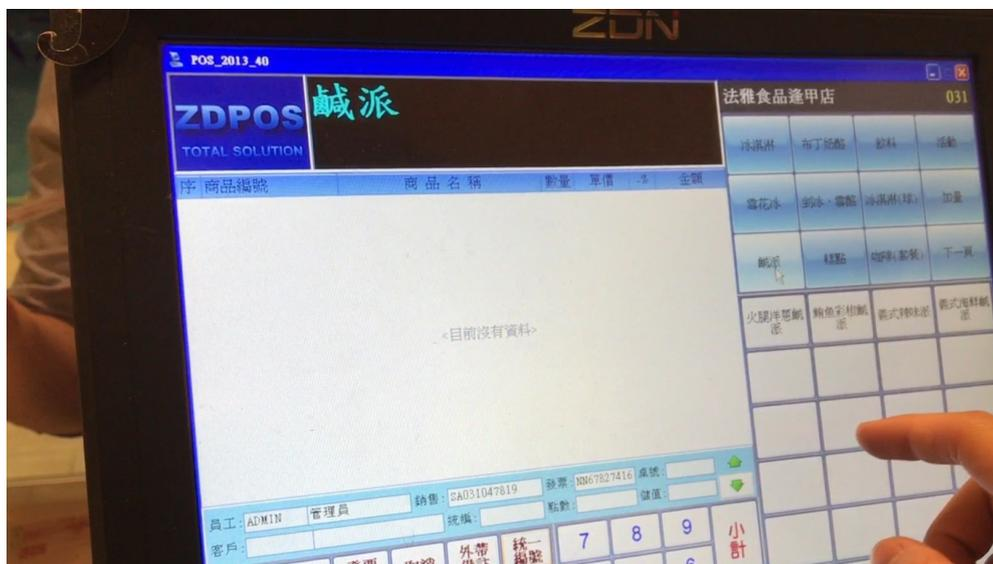 ZDN
POS_2013_40
ZDPOS
TOTAL SOLUTION
鹹派
法雅食品逢甲店 031
序 商品編號 商品名稱 數量 單價 -% 金額
冰淇淋 布丁奶酪 飲料 活動
雪花冰 剉冰·雪酪 冰淇淋(球) 加量
鹹派 糕點 咖啡(套餐) 下一頁
火腿洋蔥鹹派 鮪魚彩椒鹹派 義式辣味派 義式海鮮鹹派
<目前沒有資料>
員工: ADMIN 管理員 銷售: SA031047819 發票: NN67827416 桌號:
客戶: 統編: 點數: 儲值:
外帶 統一編號 7 8 9 小計
6